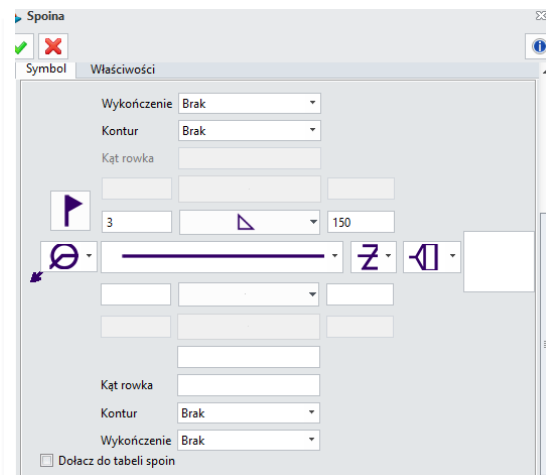 Spoina
Symbol Właściwości
Wykończenie Brak
Kontur Brak
Kąt rowka
3 150
Kąt rowka
Kontur Brak
Wykończenie Brak
Dołacz do tabeli spoin